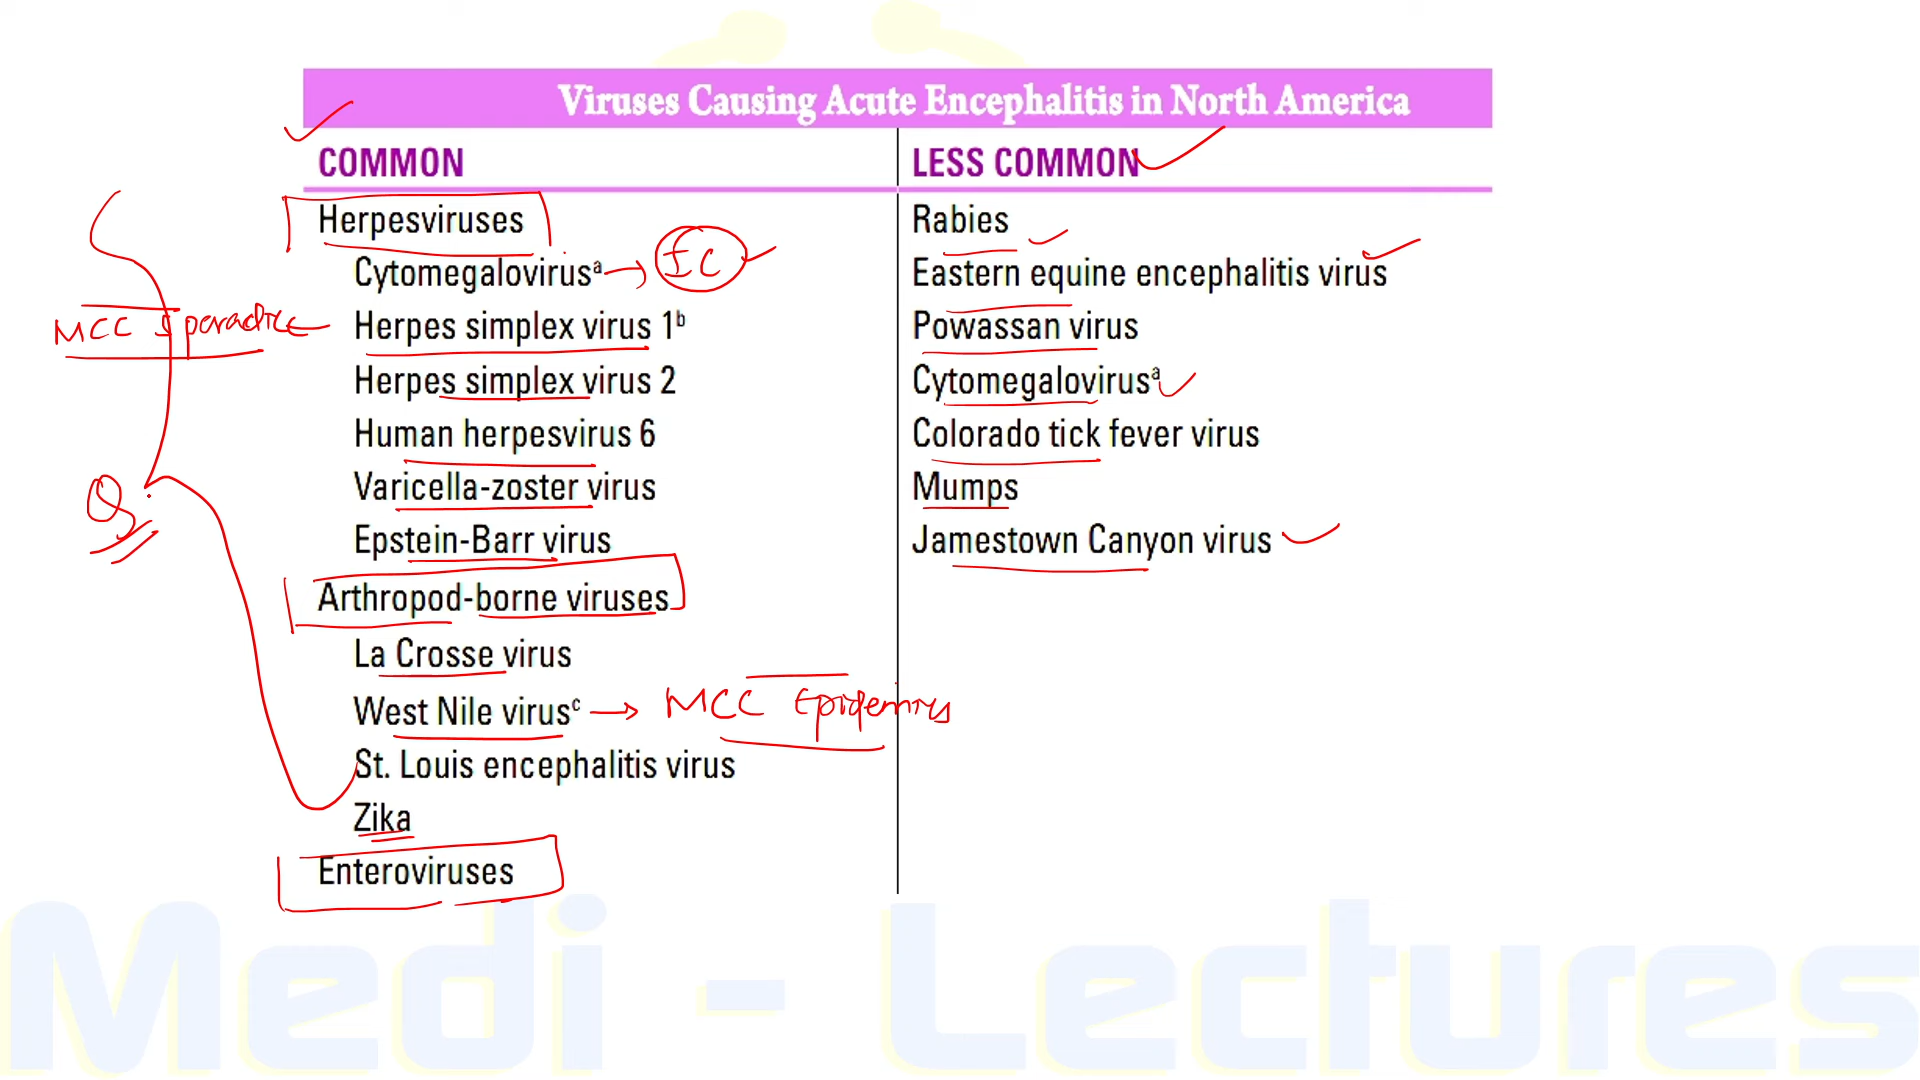 Viruses Causing Acute Encephalitis in North America
COMMON
Herpesviruses
Cytomegalovirusᵃ → IC
MCC Sporadic Herpes simplex virus 1ᵇ
Herpes simplex virus 2
Human herpesvirus 6
Varicella-zoster virus
Q
Epstein-Barr virus
Arthropod-borne viruses
La Crosse virus
West Nile virusᶜ → MCC Epidemics
St. Louis encephalitis virus
Zika
Enteroviruses
LESS COMMON
Rabies
Eastern equine encephalitis virus
Powassan virus
Cytomegalovirusᵃ
Colorado tick fever virus
Mumps
Jamestown Canyon virus
Medi - Lectures